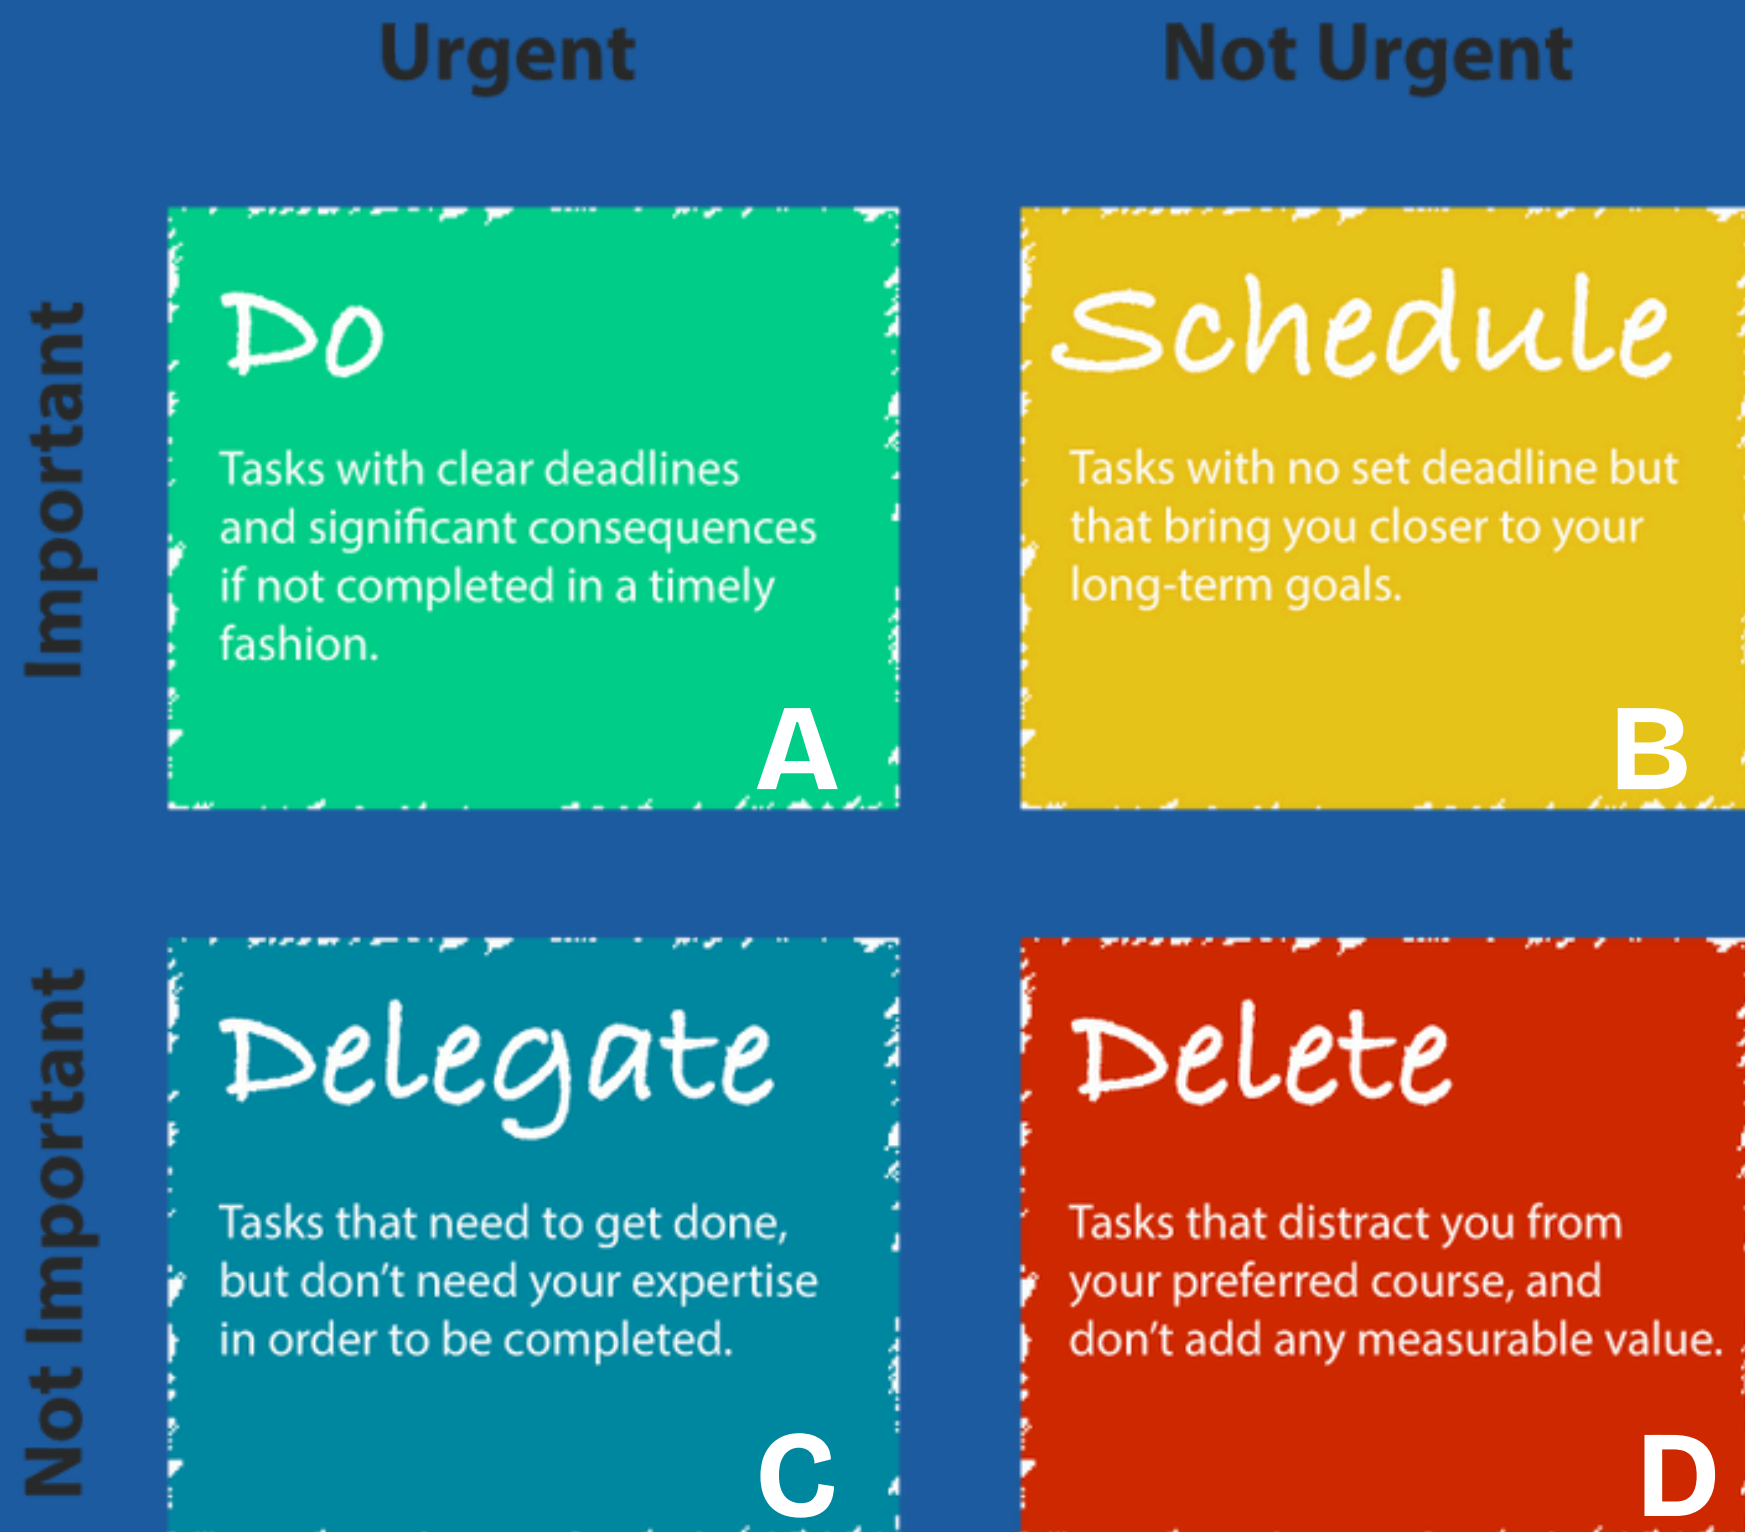 Urgent
Not Urgent
Important
Do
Tasks with clear deadlines
and significant consequences
if not completed in a timely
fashion.
A
Schedule
Tasks with no set deadline but
that bring you closer to your
long-term goals.
B
Not Important
Delegate
Tasks that need to get done,
but don’t need your expertise
in order to be completed.
C
Delete
Tasks that distract you from
your preferred course, and
don’t add any measurable value.
D